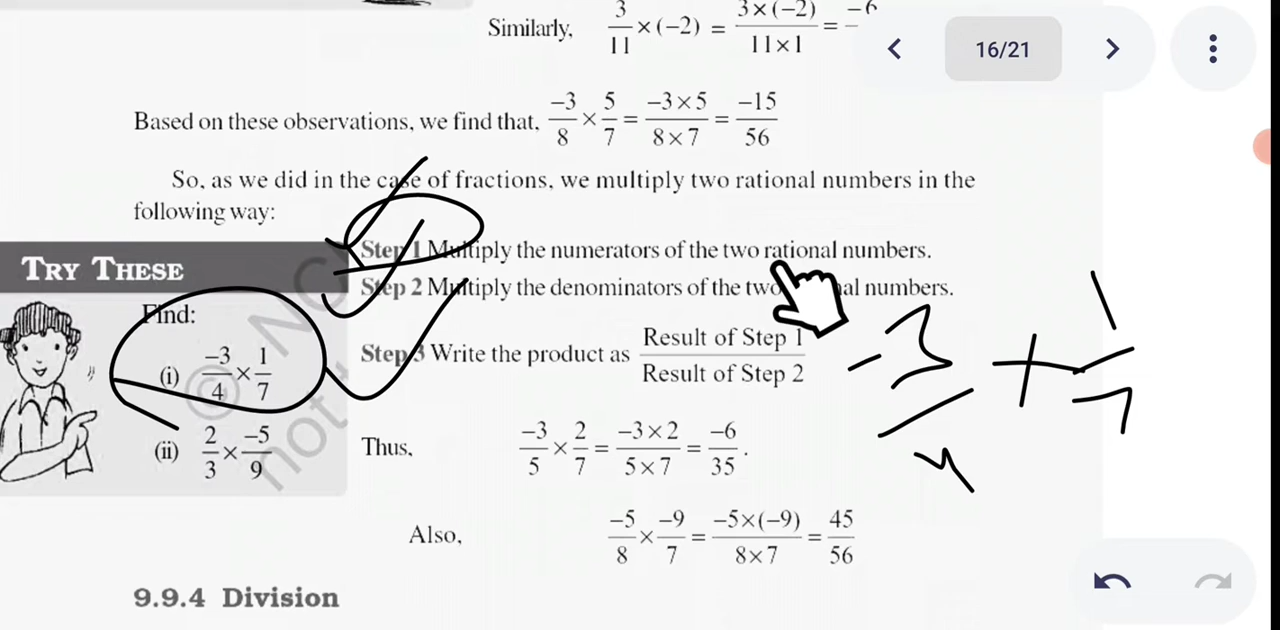 Similarly, 3/11 × (−2) = 3×(−2)/11×1 = −6
16/21
Based on these observations, we find that, −3/8 × 5/7 = −3×5/8×7 = −15/56
So, as we did in the case of fractions, we multiply two rational numbers in the
following way:
TRY THESE
Find:
(i) −3/4 × 1/7
(ii) 2/3 × −5/9
Step 1 Multiply the numerators of the two rational numbers.
Step 2 Multiply the denominators of the two nal numbers.
Step 3 Write the product as Result of Step 1/Result of Step 2
−3/4 + 1/7
Thus, −3/5 × 2/7 = −3×2/5×7 = −6/35.
Also, −5/8 × −9/7 = −5×(−9)/8×7 = 45/56
9.9.4 Division
© NC
not